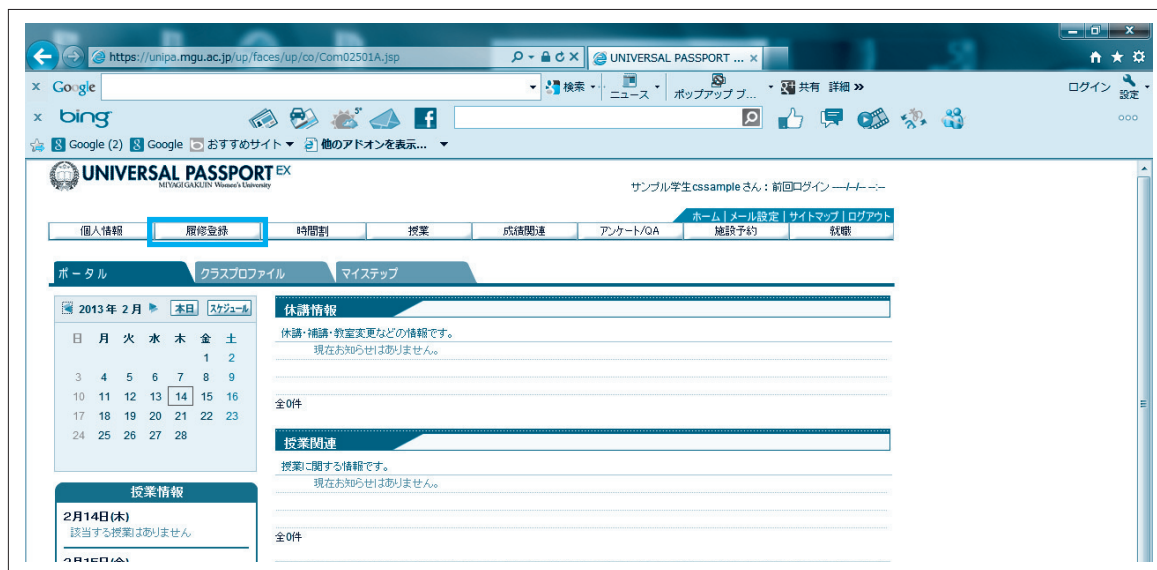 https://unipa.mgu.ac.jp/up/faces/up/co/Com02501A.jsp
UNIVERSAL PASSPORT ...
x Google
検索
ニュース
ポップアップ ブ...
共有 詳細 »
ログイン
設定
x bing
5°
Google (2)
Google
おすすめサイト ▼
他のアドオンを表示... ▼
UNIVERSAL PASSPORT EX
MIYAGI GAKUIN Women's University
サンプル学生cssample さん：前回ログイン ----/--/-- --:--
ホーム | メール設定 | サイトマップ | ログアウト
個人情報 履修登録 時間割 授業 成績関連 アンケート/QA 施設予約 就職
ポータル クラスプロファイル マイステップ
2013 年 2 月 本日 スケジュール
日 月 火 水 木 金 土
1 2
3 4 5 6 7 8 9
10 11 12 13 14 15 16
17 18 19 20 21 22 23
24 25 26 27 28
授業情報
2月14日(木)
該当する授業はありません
2月15日(金)
休講情報
休講・補講・教室変更などの情報です。
現在お知らせはありません。
全0件
授業関連
授業に関する情報です。
現在お知らせはありません。
全0件